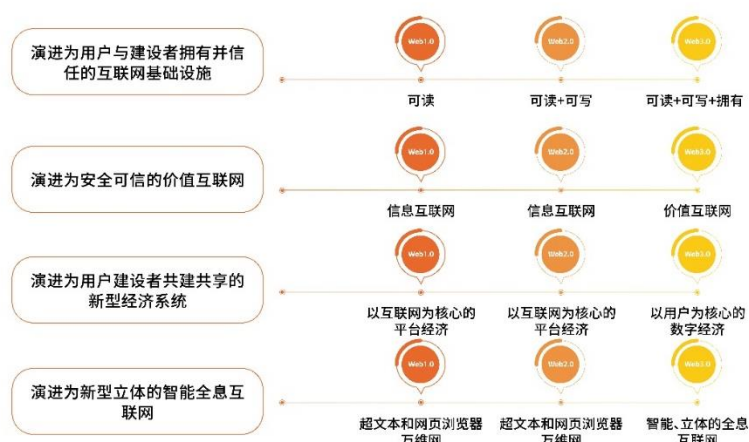 演进为用户与建设者拥有并信
任的互联网基础设施
Web1.0
Web2.0
Web3.0
可读
可读+可写
可读+可写+拥有
演进为安全可信的价值互联网
Web1.0
Web2.0
Web3.0
信息互联网
信息互联网
价值互联网
演进为用户建设者共建共享的
新型经济系统
Web1.0
Web2.0
Web3.0
以互联网为核心的
平台经济
以互联网为核心的
平台经济
以用户为核心的
数字经济
演进为新型立体的智能全息互
联网
Web1.0
Web2.0
Web3.0
超文本和网页浏览器
万维网
超文本和网页浏览器
万维网
智能、立体的全息
互联网